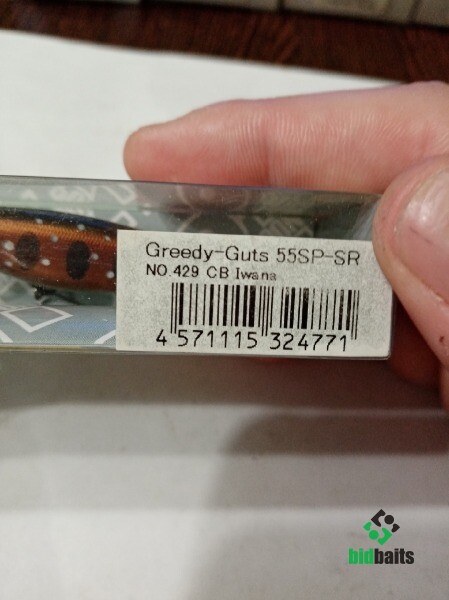 Greedy-Guts 55SP-SR
NO.429 CB Iwana
4 571115 324771
bidbaits